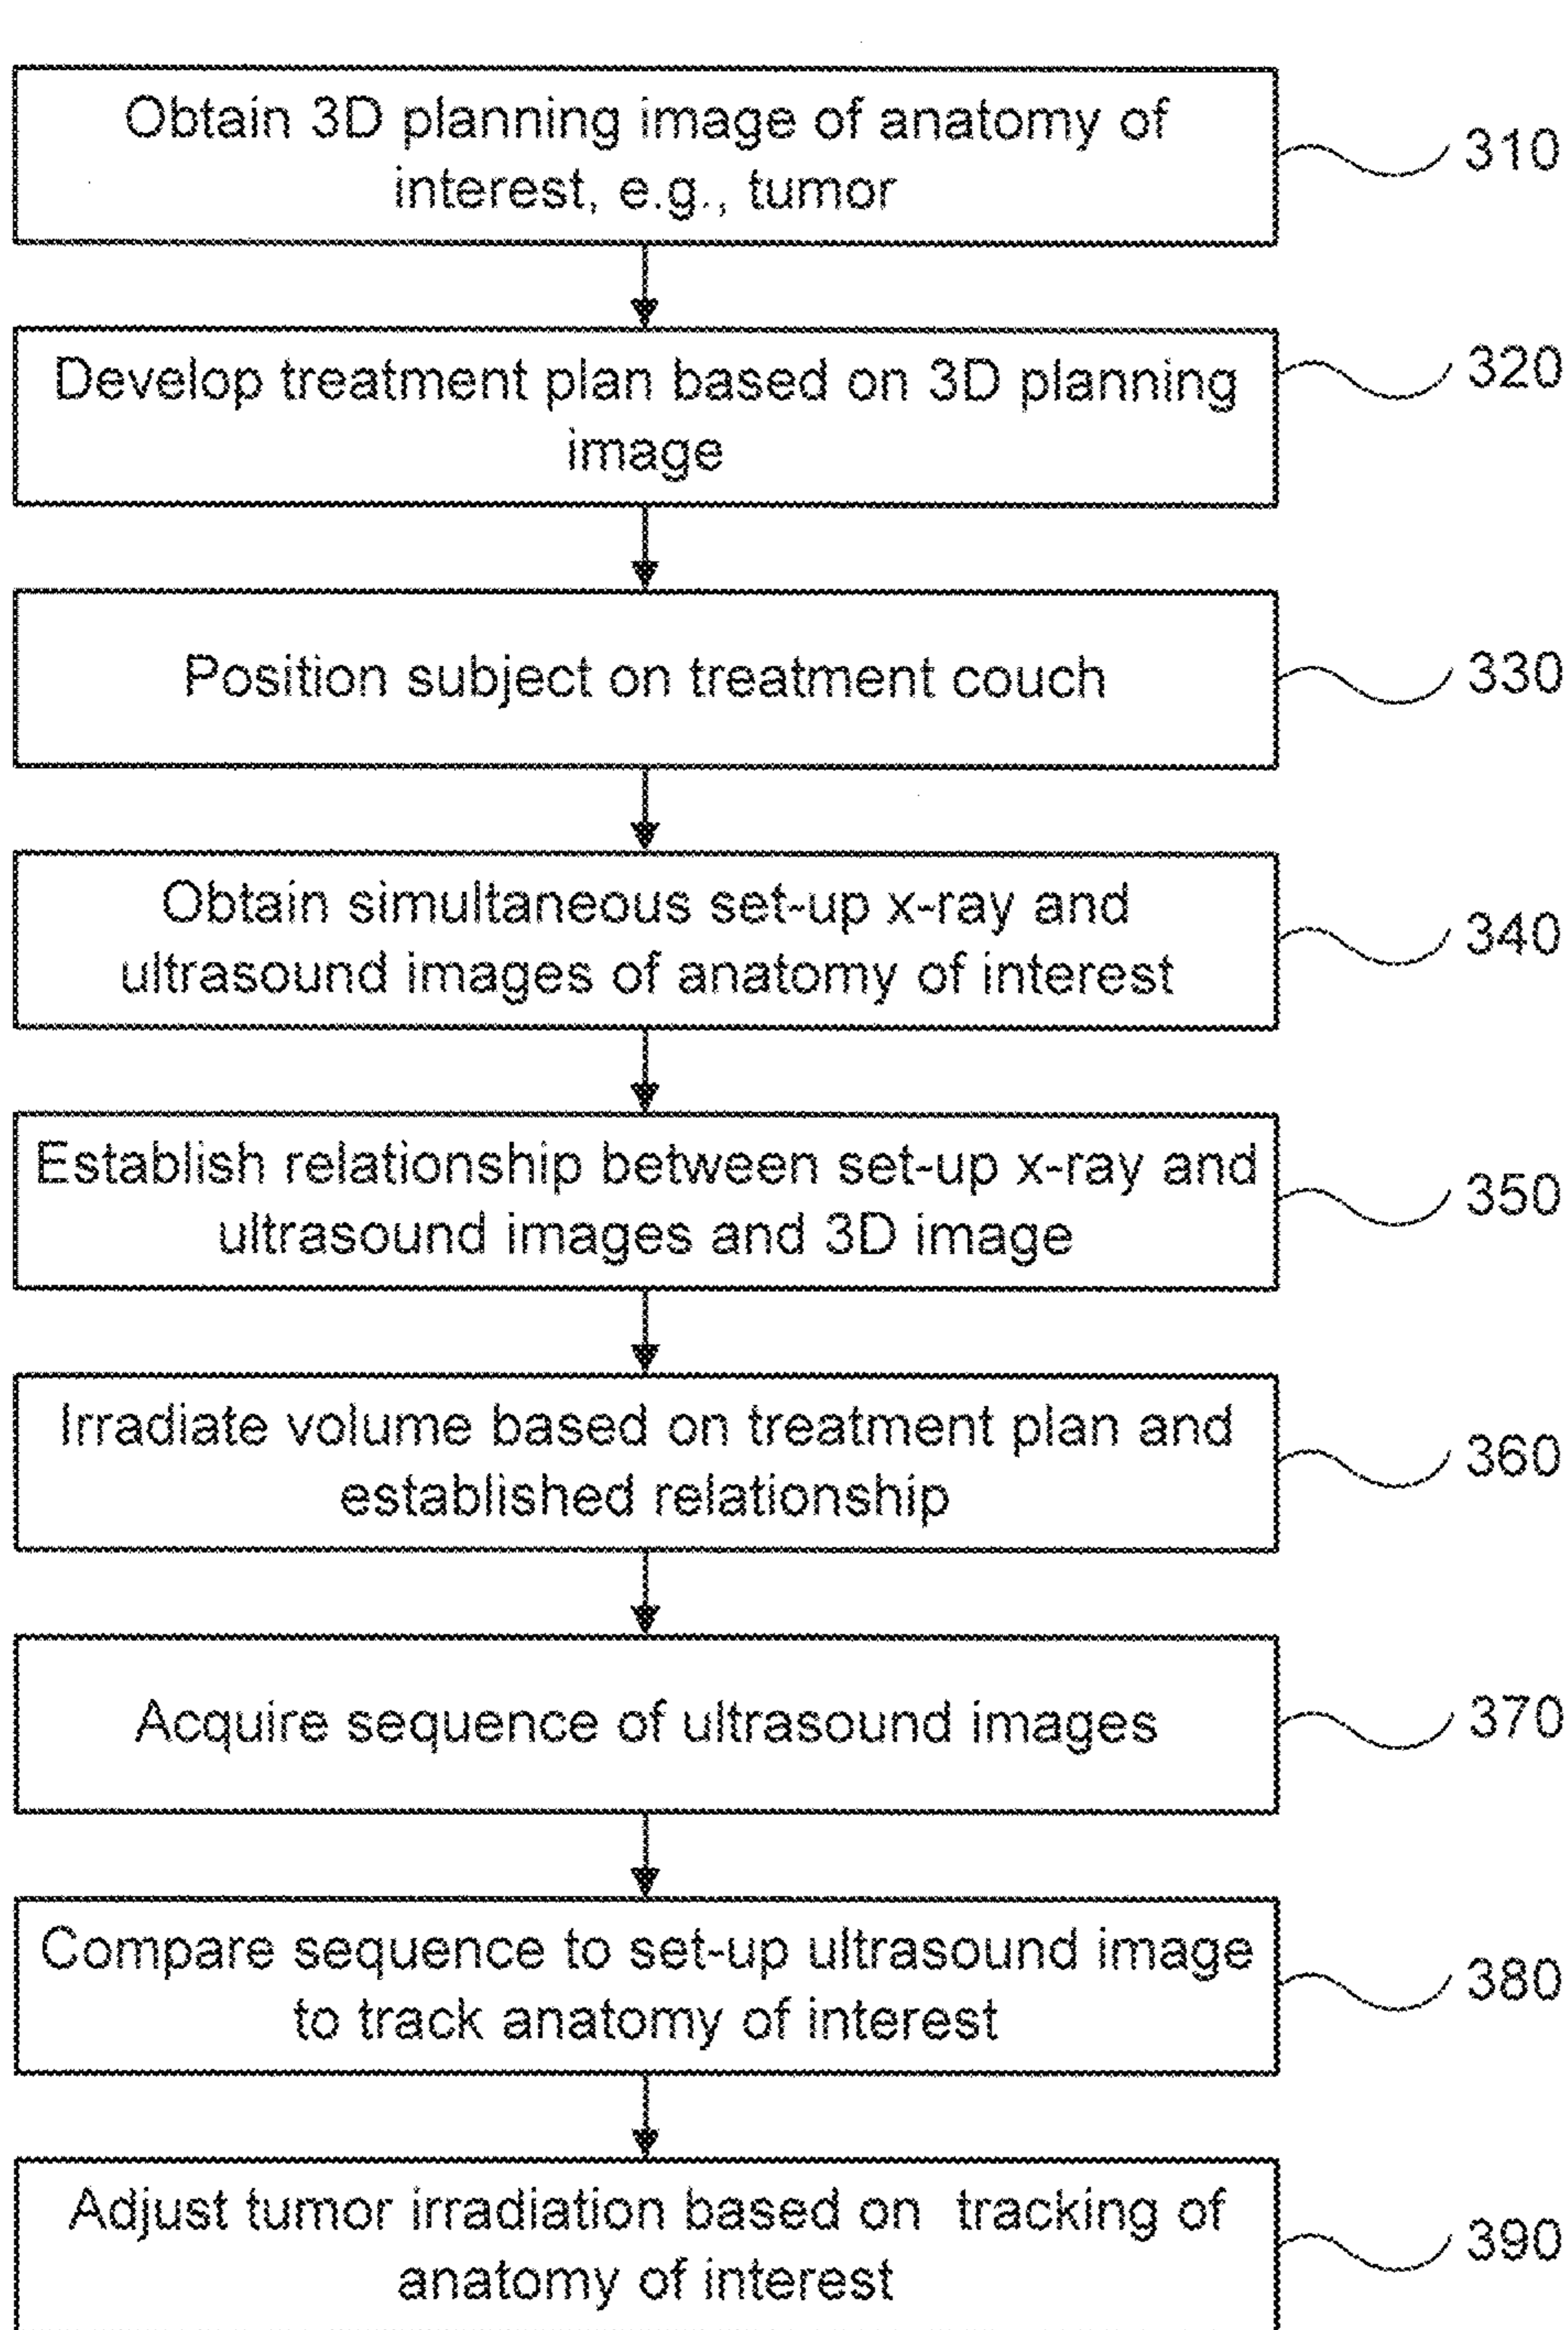 Obtain 3D planning image of anatomy of
interest, e.g., tumor
310
Develop treatment plan based on 3D planning
image
320
Position subject on treatment couch
330
Obtain simultaneous set-up x-ray and
ultrasound images of anatomy of interest
340
Establish relationship between set-up x-ray and
ultrasound images and 3D image
350
Irradiate volume based on treatment plan and
established relationship
360
Acquire sequence of ultrasound images
370
Compare sequence to set-up ultrasound image
to track anatomy of interest
380
Adjust tumor irradiation based on tracking of
anatomy of interest
390